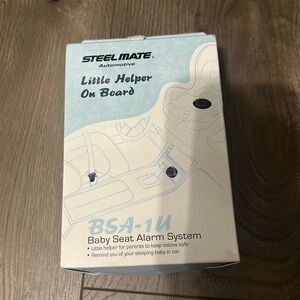 STEELMATE
Automotive
Little Helper
On Board
BSA-1U
Baby Seat Alarm System
• Little helper for parents to keep babies safe
• Remind you of your sleeping baby in car